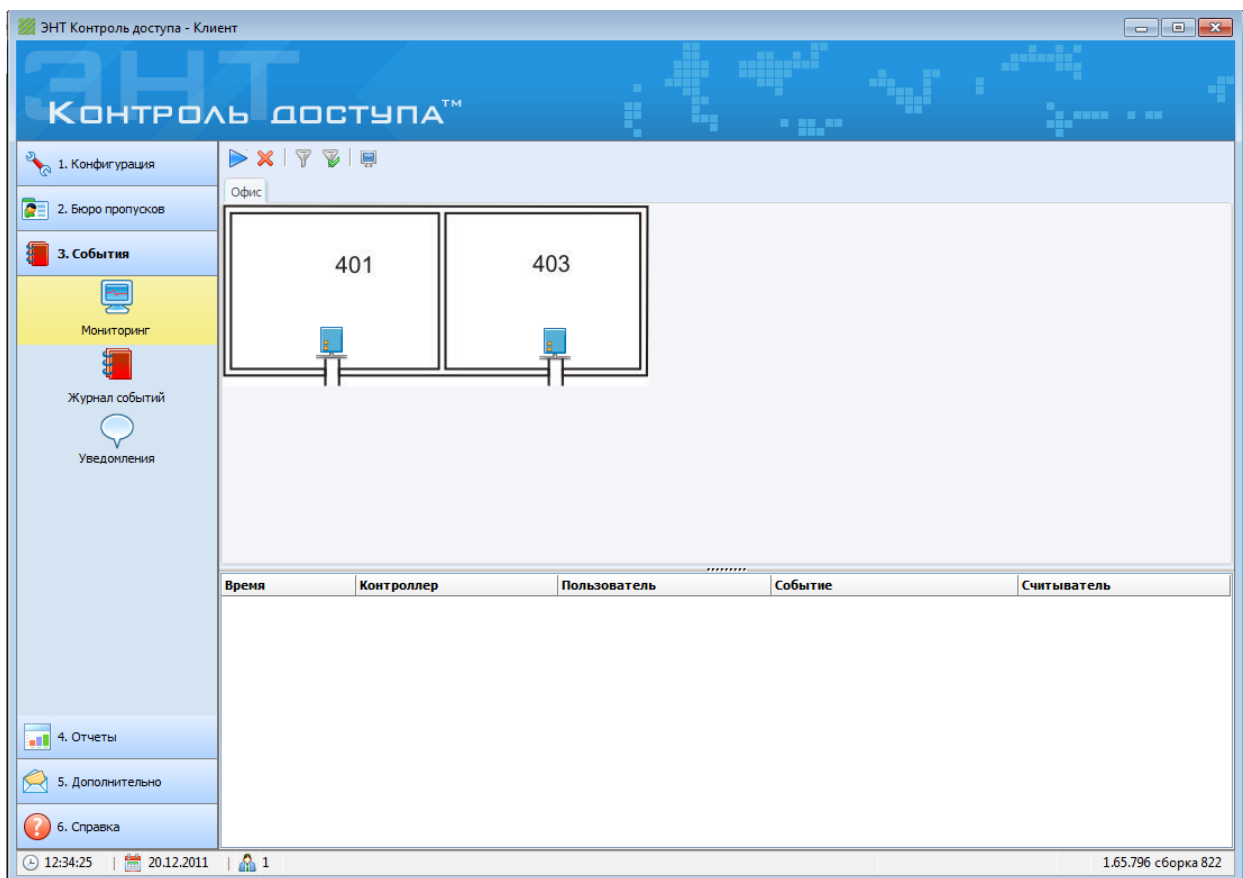 ЭНТ Контроль доступа - Клиент
ЭНТ
Контроль доступа™
1. Конфигурация
2. Бюро пропусков
3. События
Мониторинг
Журнал событий
Уведомления
4. Отчеты
5. Дополнительно
6. Справка
Офис
401 403
Время Контроллер Пользователь Событие Считыватель
12:34:25 | 20.12.2011 | 1 1.65.796 сборка 822